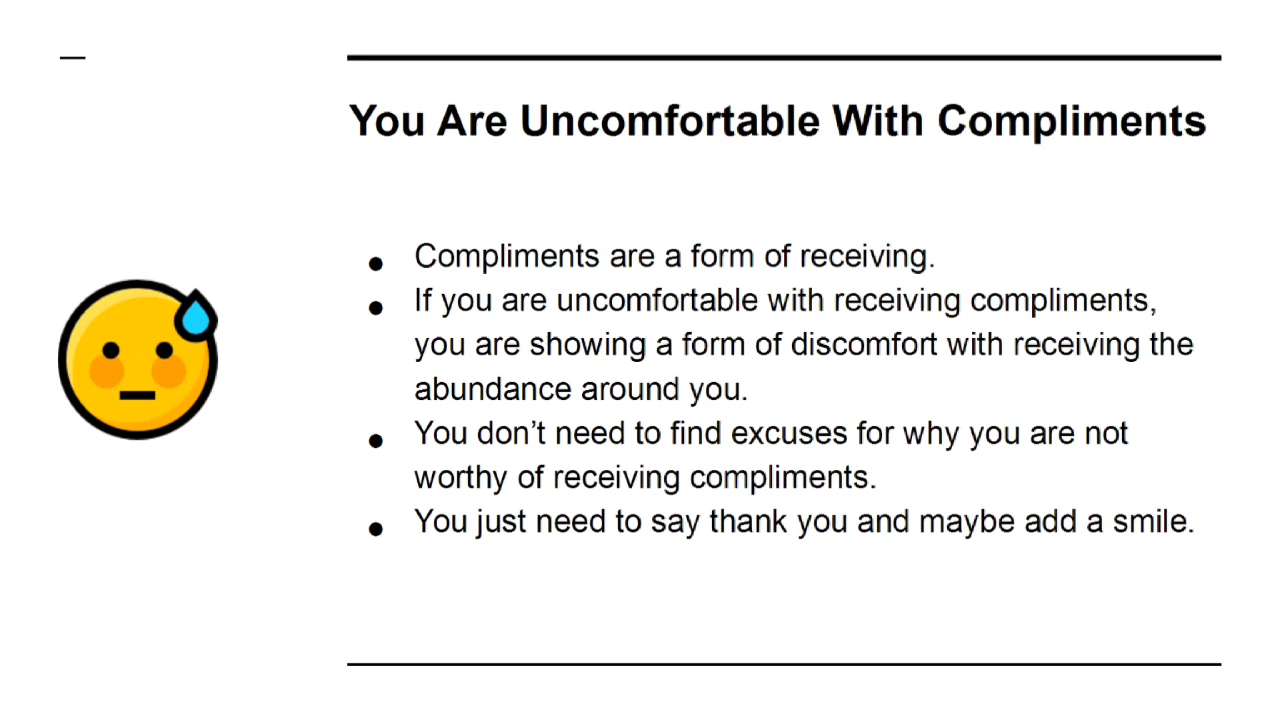 You Are Uncomfortable With Compliments
● Compliments are a form of receiving.
● If you are uncomfortable with receiving compliments,
you are showing a form of discomfort with receiving the
abundance around you.
● You don’t need to find excuses for why you are not
worthy of receiving compliments.
● You just need to say thank you and maybe add a smile.